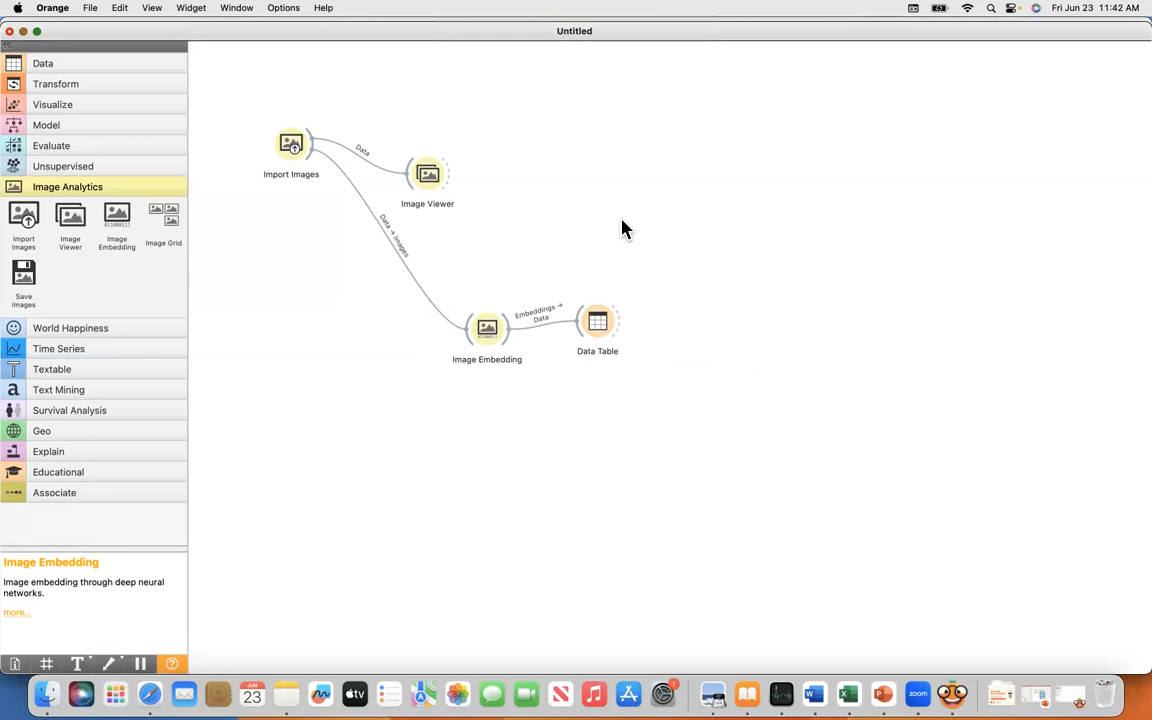 Orange File Edit View Widget Window Options Help Fri Jun 23 11:42 AM
Untitled
Data
Transform
Visualize
Model
Evaluate
Unsupervised
Image Analytics
Import Images
Image Viewer
Image Embedding
Image Grid
Save Images
World Happiness
Time Series
Textable
Text Mining
Survival Analysis
Geo
Explain
Educational
Associate
Image Embedding
Image embedding through deep neural
networks.
more...
Import Images
Data
Image Viewer
Data → Images
Image Embedding
Embeddings →
Data
Data Table
JUN
23
tv
zoom